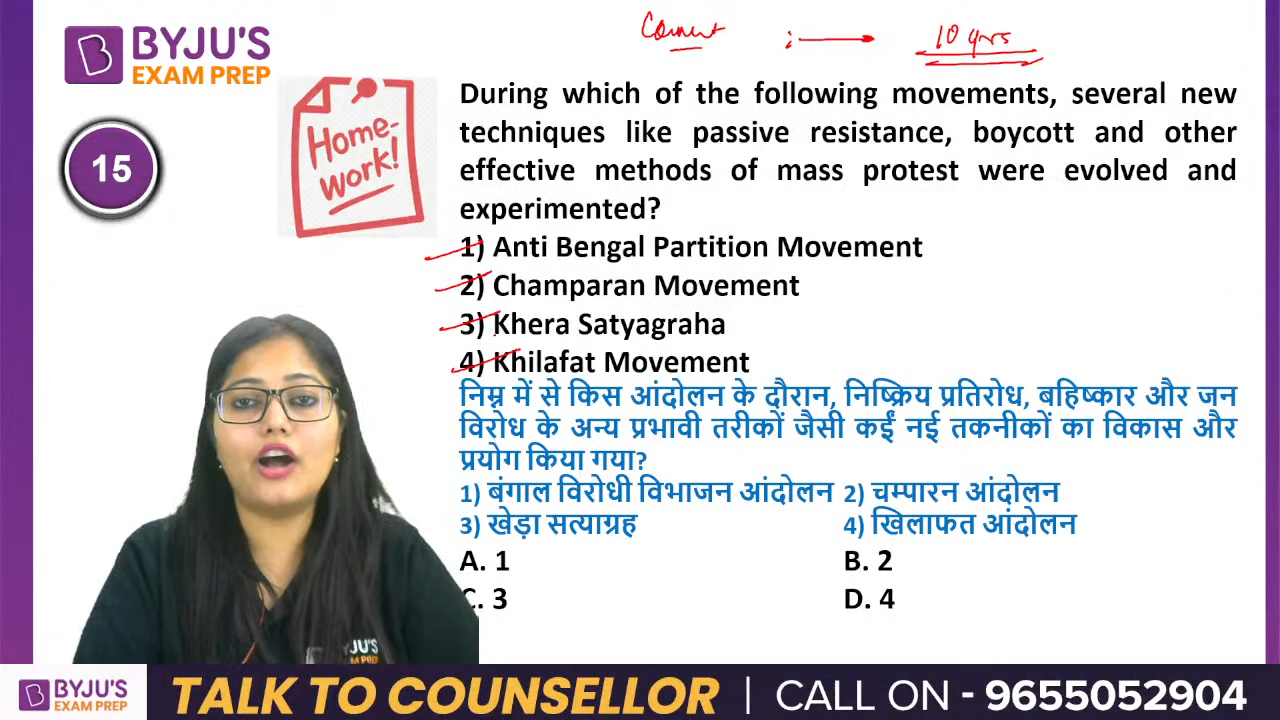 BYJU'S
EXAM PREP
Comment : 10 yrs
Home-
work!
15
During which of the following movements, several new
techniques like passive resistance, boycott and other
effective methods of mass protest were evolved and
experimented?
1) Anti Bengal Partition Movement
2) Champaran Movement
3) Khera Satyagraha
4) Khilafat Movement
निम्न में से किस आंदोलन के दौरान, निष्क्रिय प्रतिरोध, बहिष्कार और जन
विरोध के अन्य प्रभावी तरीकों जैसी कईं नई तकनीकों का विकास और
प्रयोग किया गया?
1) बंगाल विरोधी विभाजन आंदोलन 2) चम्पारन आंदोलन
3) खेड़ा सत्याग्रह 4) खिलाफत आंदोलन
A. 1 B. 2
C. 3 D. 4
BYJU'S
EXAM PREP
BYJU'S
EXAM PREP
TALK TO COUNSELLOR | CALL ON - 9655052904